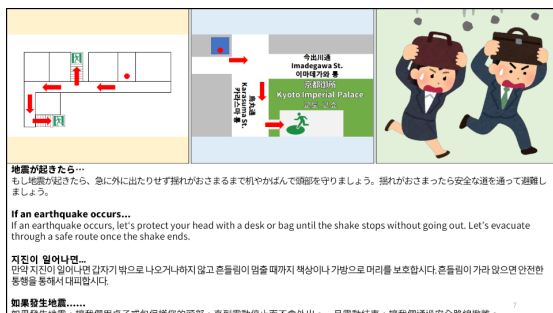 今出川通
Imadegawa St.
이마데가와 통
京都御所
Kyoto Imperial Palace
烏丸通
Karasuma St.
카라스마 통
地震が起きたら…
もし地震が起きたら、急に外に出たりせず揺れがおさまるまで机やかばんで頭部を守りましょう。揺れがおさまったら安全な道を通って避難し
ましょう。
If an earthquake occurs...
If an earthquake occurs, let's protect your head with a desk or bag until the shake stops without going out. Let's evacuate
through a safe route once the shake ends.
지진이 일어나면...
만약 지진이 일어나면 갑자기 밖으로 나오거나하지 않고 흔들림이 멈출 때까지 책상이나 가방으로 머리를 보호합시다. 흔들림이 가라 앉으면 안전한
통행을 통해서 대피합시다.
如果發生地震……
7